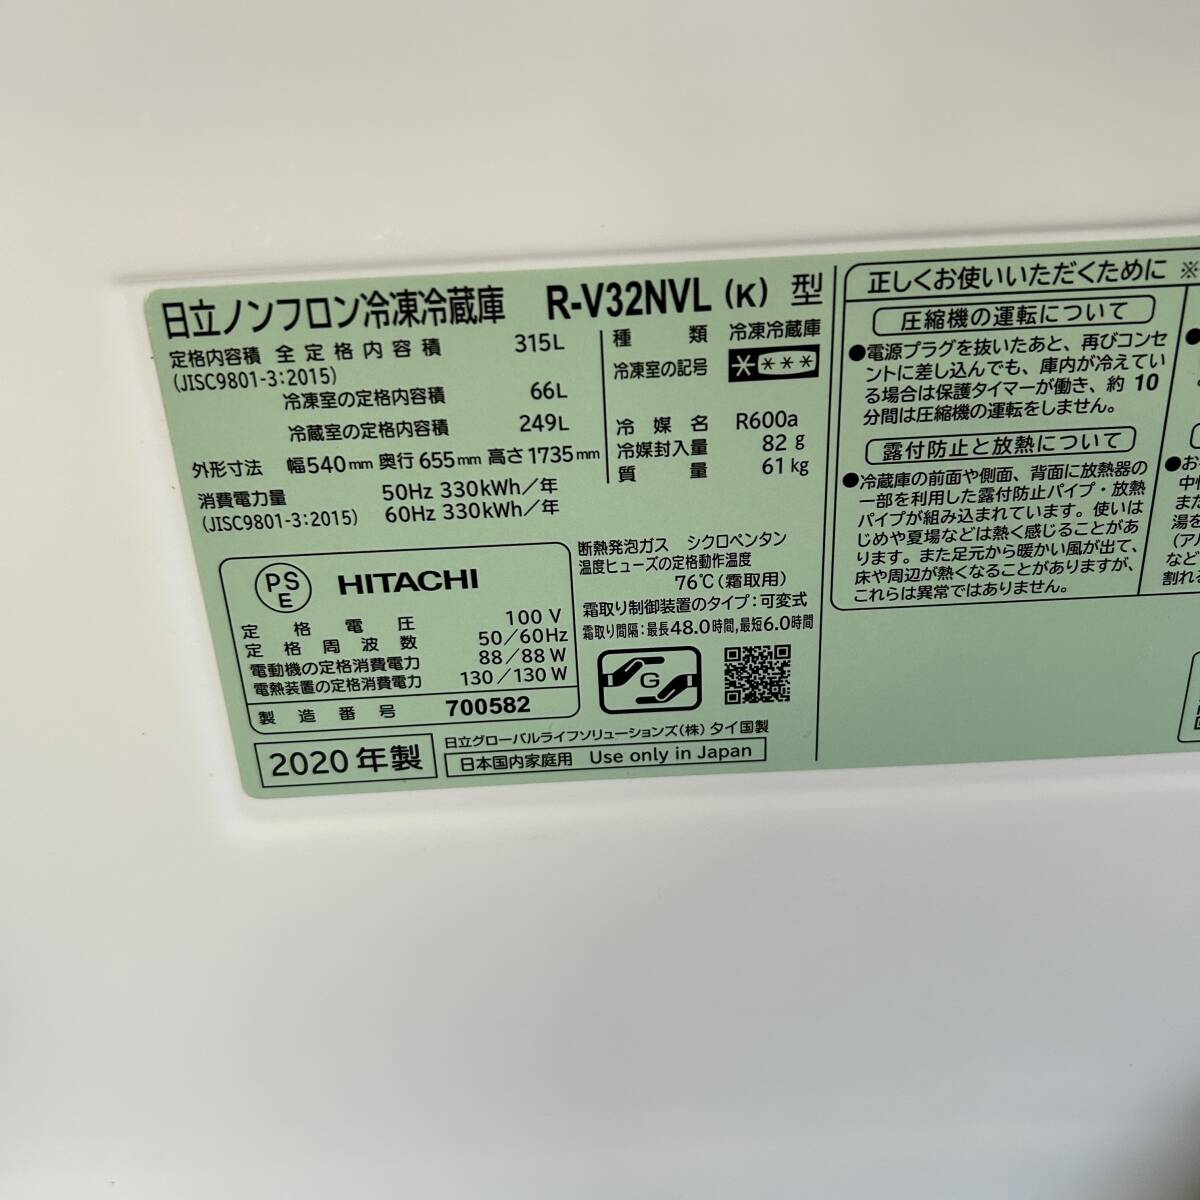 日立ノンフロン冷凍冷蔵庫 R-V32NVL (K) 型
定格内容積 全定格内容積 315L
(JISC9801-3:2015)
冷凍室の定格内容積 66L
冷蔵室の定格内容積 249L
外形寸法 幅540mm 奥行655mm 高さ1735mm
消費電力量 50Hz 330kWh/年
(JISC9801-3:2015) 60Hz 330kWh/年
種類 冷凍冷蔵庫
冷凍室の記号 ****
冷媒名 R600a
冷媒封入量 82g
質量 61kg
PSE HITACHI
定格電圧 100V
定格周波数 50/60Hz
電動機の定格消費電力 88/88W
電熱装置の定格消費電力 130/130W
製造番号 700582
断熱発泡ガス シクロペンタン
温度ヒューズの定格動作温度
76℃(霜取用)
霜取り制御装置のタイプ:可変式
霜取り間隔:最長48.0時間,最短6.0時間
G
2020年製
日立グローバルライフソリューションズ(株) タイ国製
日本国内家庭用 Use only in Japan
正しくお使いいただくために ※
圧縮機の運転について
●電源プラグを抜いたあと、再びコンセ
ントに差し込んでも、庫内が冷えてい
る場合は保護タイマーが働き、約10
分間は圧縮機の運転をしません。
露付防止と放熱について
●冷蔵庫の前面や側面、背面に放熱器の
一部を利用した露付防止パイプ・放熱
パイプが組み込まれています。使いは
じめや夏場などは熱く感じることがあ
ります。また足元から暖かい風が出て、
床や周辺が熱くなることがありますが、
これらは異常ではありません。
●お
中性
また
湯を
(アル
など
割れ